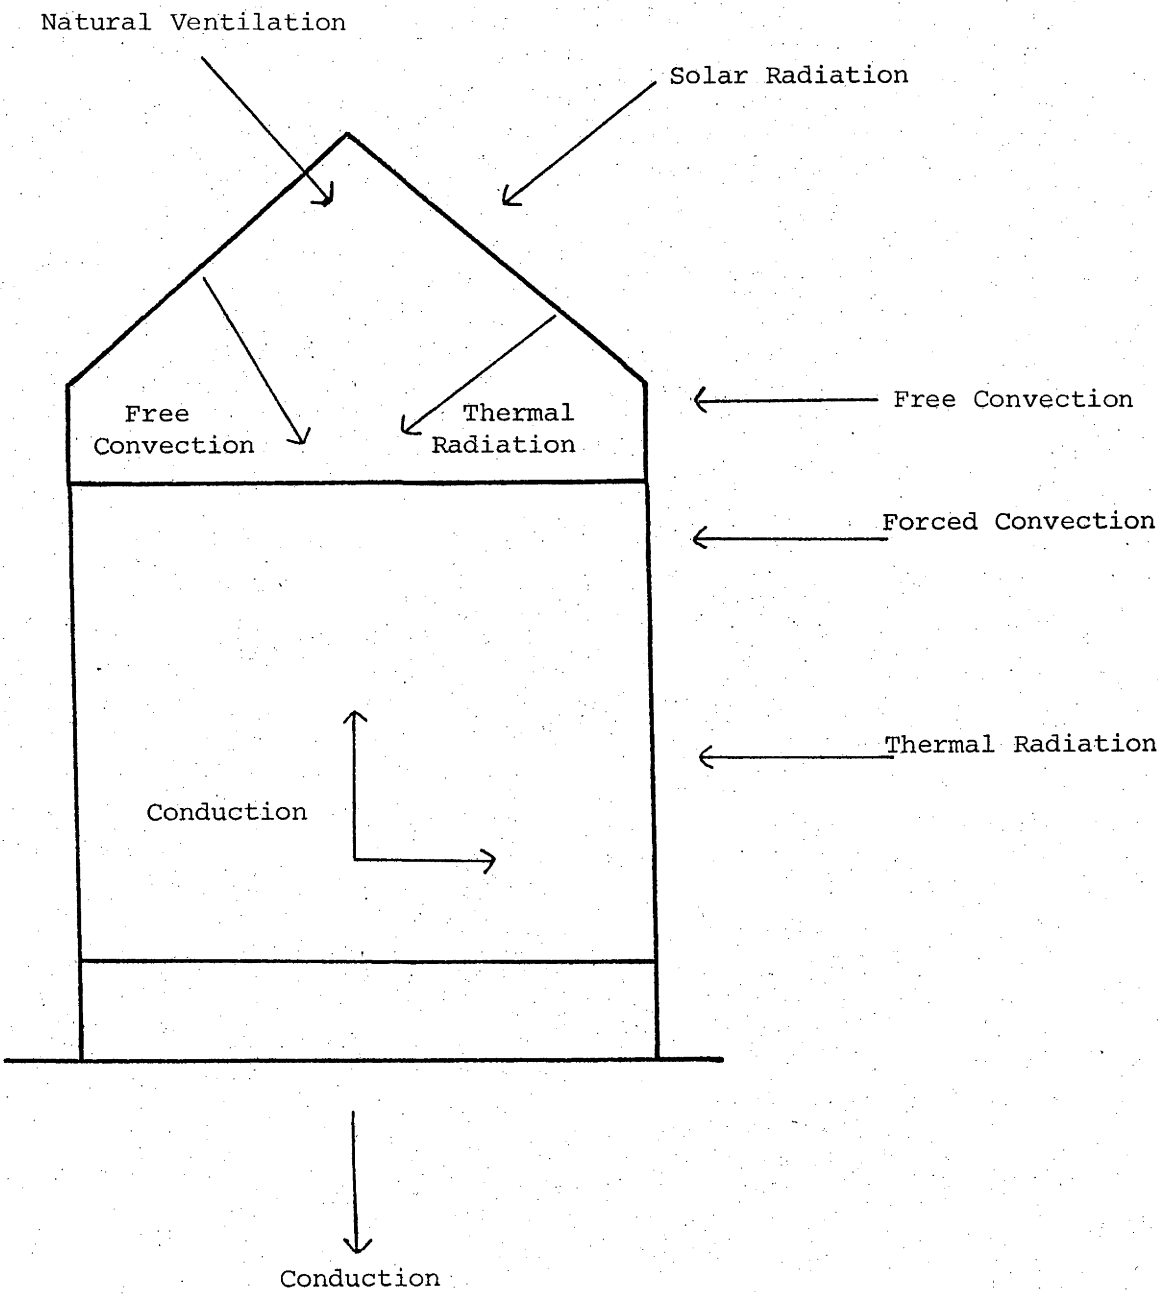 Natural Ventilation
Solar Radiation
Free
Convection
Thermal
Radiation
Free Convection
Forced Convection
Thermal Radiation
Conduction
Conduction